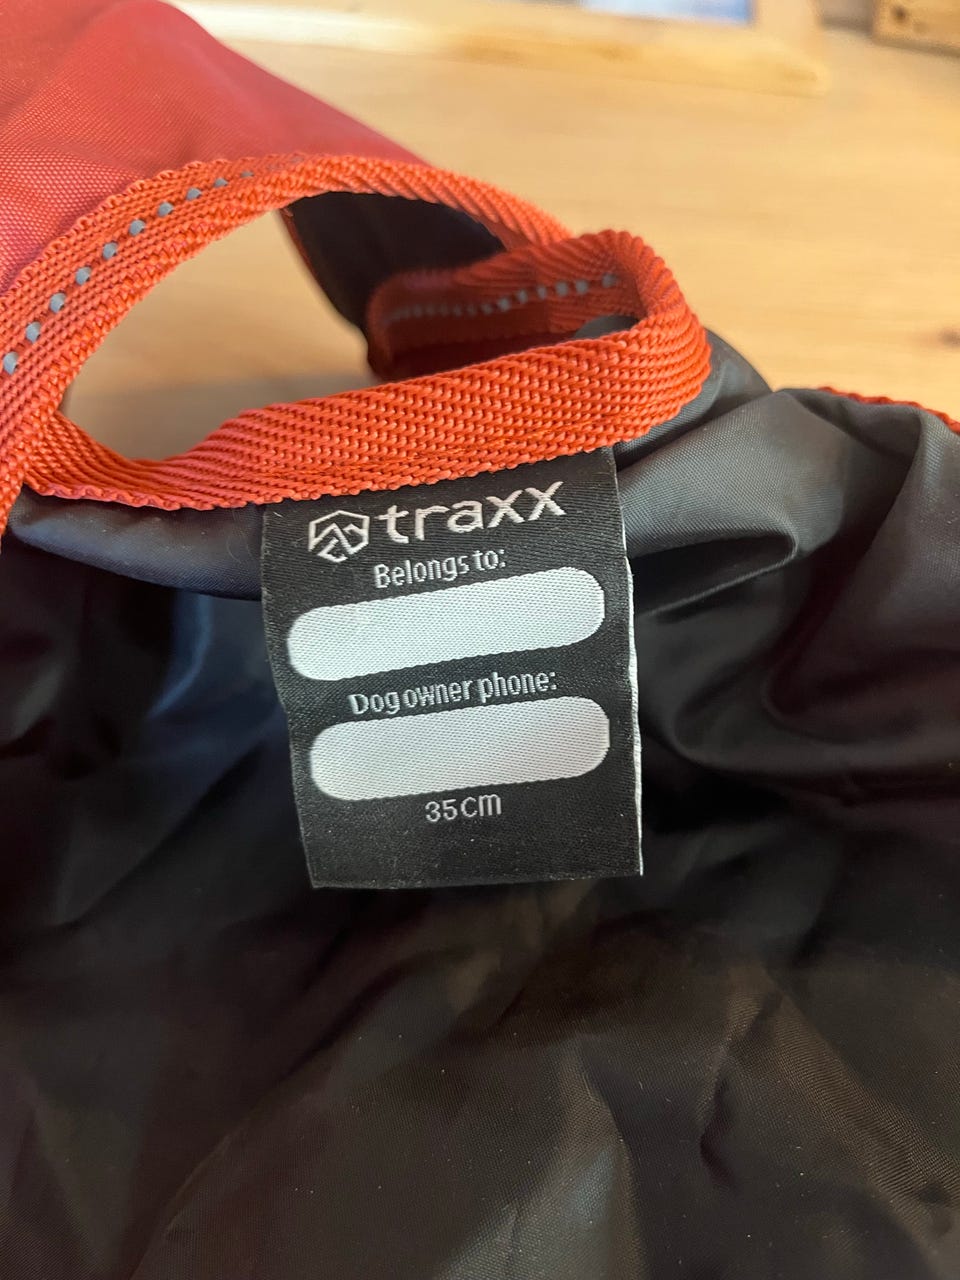 traxx
Belongs to:
Dog owner phone:
35cm